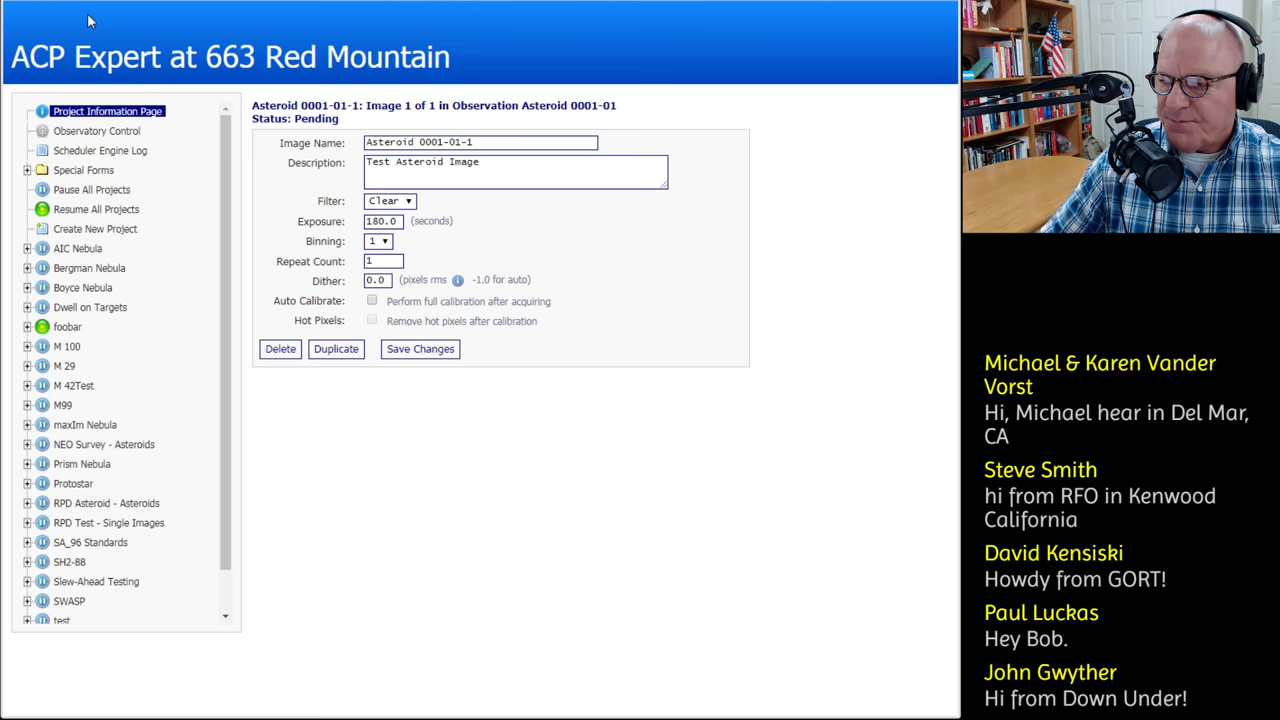 ACP Expert at 663 Red Mountain
Project Information Page
Observatory Control
Scheduler Engine Log
Special Forms
Pause All Projects
Resume All Projects
Create New Project
AIC Nebula
Bergman Nebula
Boyce Nebula
Dwell on Targets
foobar
M 100
M 29
M 42Test
M99
maxIm Nebula
NEO Survey - Asteroids
Prism Nebula
Protostar
RPD Asteroid - Asteroids
RPD Test - Single Images
SA_96 Standards
SH2-88
Slew-Ahead Testing
SWASP
test
Asteroid 0001-01-1: Image 1 of 1 in Observation Asteroid 0001-01
Status: Pending
Image Name: Asteroid 0001-01-1
Description: Test Asteroid Image
Filter: Clear
Exposure: 180.0 (seconds)
Binning: 1
Repeat Count: 1
Dither: 0.0 (pixels rms -1.0 for auto)
Auto Calibrate: Perform full calibration after acquiring
Hot Pixels: Remove hot pixels after calibration
Delete Duplicate Save Changes
Michael & Karen Vander
Vorst
Hi, Michael hear in Del Mar,
CA
Steve Smith
hi from RFO in Kenwood
California
David Kensiski
Howdy from GORT!
Paul Luckas
Hey Bob.
John Gwyther
Hi from Down Under!